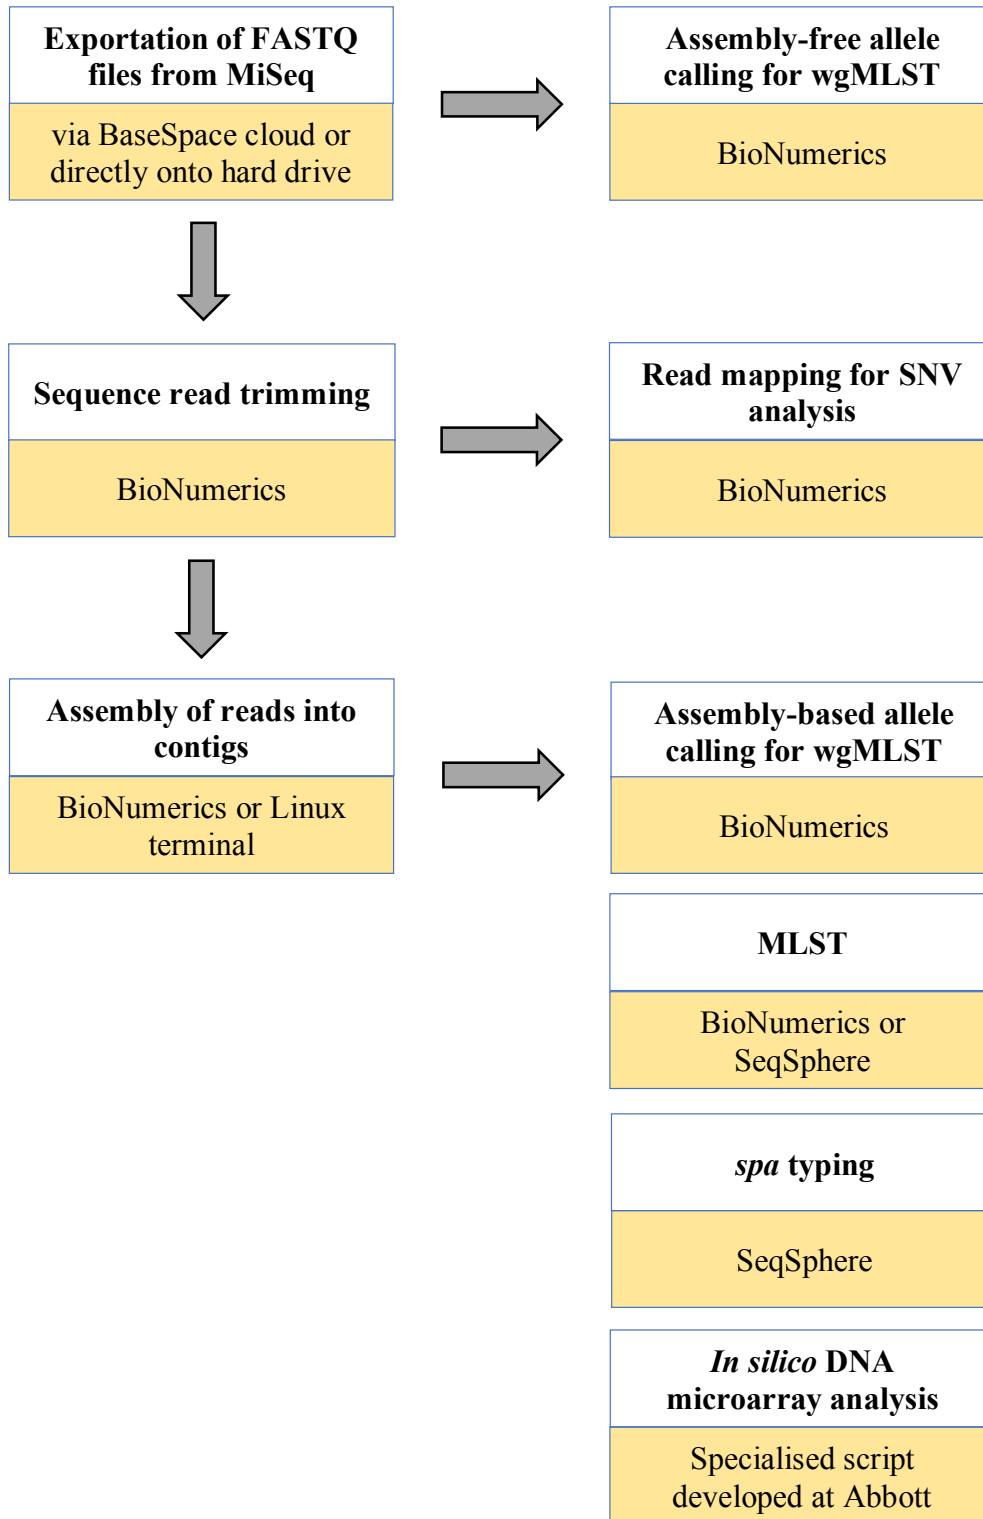 Exportation of FASTQ
files from MiSeq
via BaseSpace cloud or
directly onto hard drive
Assembly-free allele
calling for wgMLST
BioNumerics
Sequence read trimming
BioNumerics
Read mapping for SNV
analysis
BioNumerics
Assembly of reads into
contigs
BioNumerics or Linux
terminal
Assembly-based allele
calling for wgMLST
BioNumerics
MLST
BioNumerics or
SeqSphere
spa typing
SeqSphere
In silico DNA
microarray analysis
Specialised script
developed at Abbott